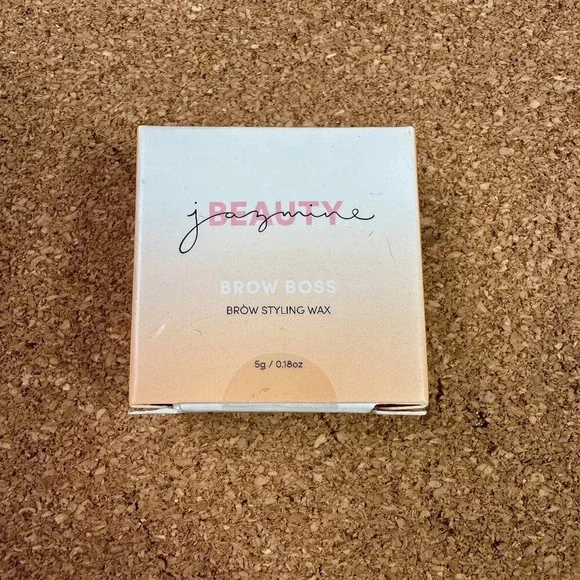 jazmine BEAUTY
BROW BOSS
BROW STYLING WAX
5g / 0.18oz